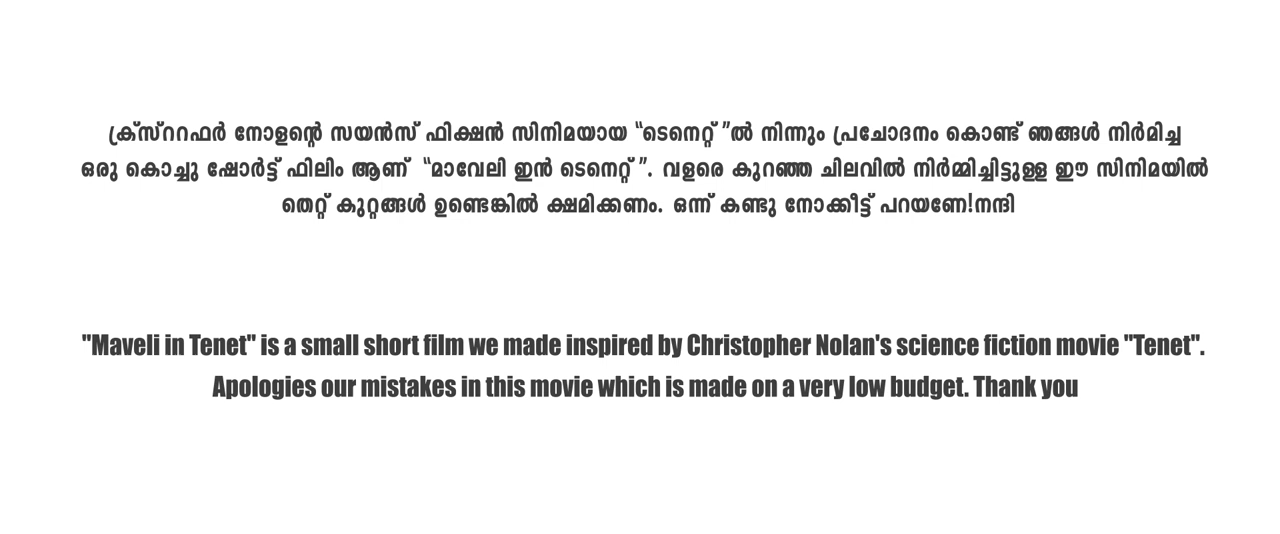 ക്രസ്ററഫർ നോളന്റെ സയൻസ് ഫിക്ഷൻ സിനിമയായ “ടെനെറ്റ് ”ൽ നിന്നും പ്രചോദനം കൊണ്ട് ഞങ്ങൾ നിർമിച്ച
ഒരു കൊച്ചു ഷോർട്ട് ഫിലിം ആണ് “മാവേലി ഇൻ ടെനെറ്റ് ”. വളരെ കുറഞ്ഞ ചിലവിൽ നിർമ്മിച്ചിട്ടുള്ള ഈ സിനിമയിൽ
തെറ്റ് കുറ്റങ്ങൾ ഉണ്ടെങ്കിൽ ക്ഷമിക്കണം. ഒന്ന് കണ്ടു നോക്കീട്ട് പറയണേ!നന്ദി
"Maveli in Tenet" is a small short film we made inspired by Christopher Nolan's science fiction movie "Tenet".
Apologies our mistakes in this movie which is made on a very low budget. Thank you